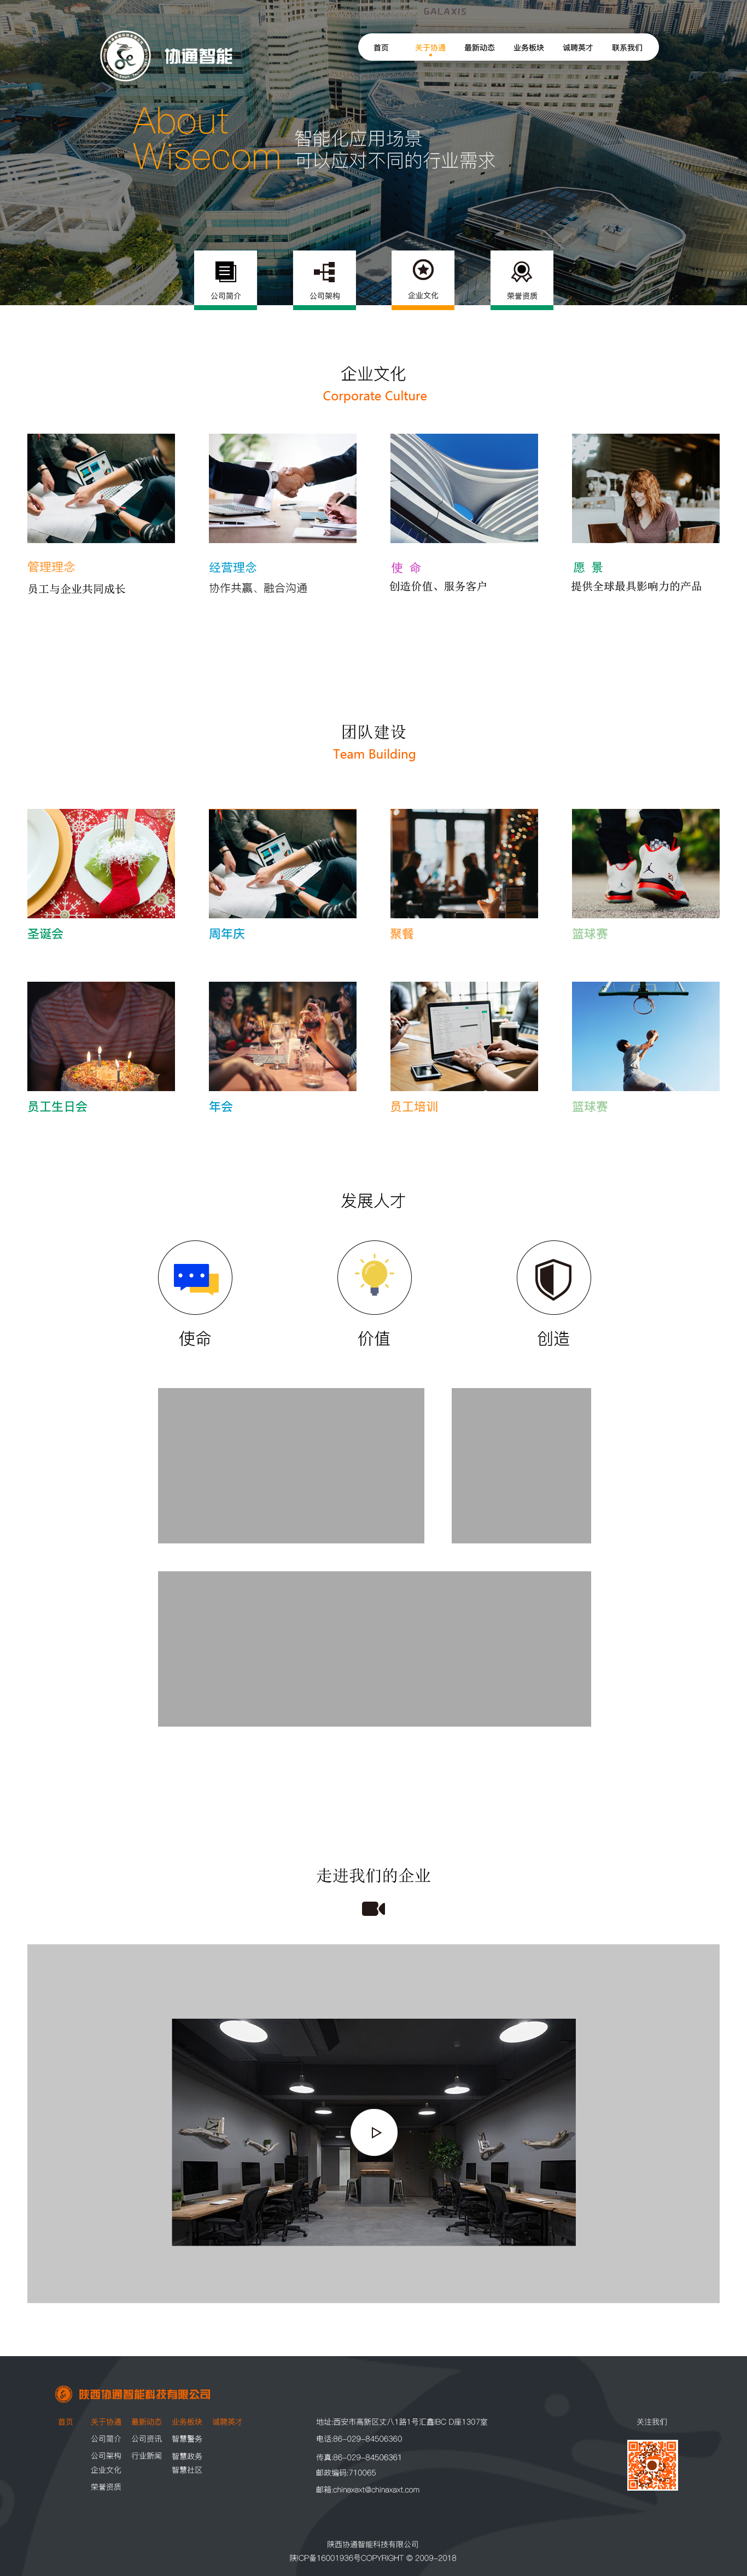 GALAXIS
协通智能
首页 关于协通 最新动态 业务板块 诚聘英才 联系我们
About
Wisecom
智能化应用场景
可以应对不同的行业需求
公司简介 公司架构 企业文化 荣誉资质
企业文化
Corporate Culture
管理理念 经营理念 使 命 愿 景
员工与企业共同成长 协作共赢、融合沟通 创造价值、服务客户 提供全球最具影响力的产品
团队建设
Team Building
圣诞会 周年庆 聚餐 篮球赛
员工生日会 年会 员工培训 篮球赛
发展人才
使命 价值 创造
走进我们的企业
陕西协通智能科技有限公司
首页 关于协通 最新动态 业务板块 诚聘英才
公司简介 公司资讯 智慧警务
公司架构 行业新闻 智慧政务
企业文化 智慧社区
荣誉资质
地址:西安市高新区丈八1路1号汇鑫IBC D座1307室
电话:86-029-84506360
传真:86-029-84506361
邮政编码:710065
邮箱:chinaxaxt@chinaxaxt.com
关注我们
陕西协通智能科技有限公司
陕ICP备16001936号COPYRIGHT © 2009-2018